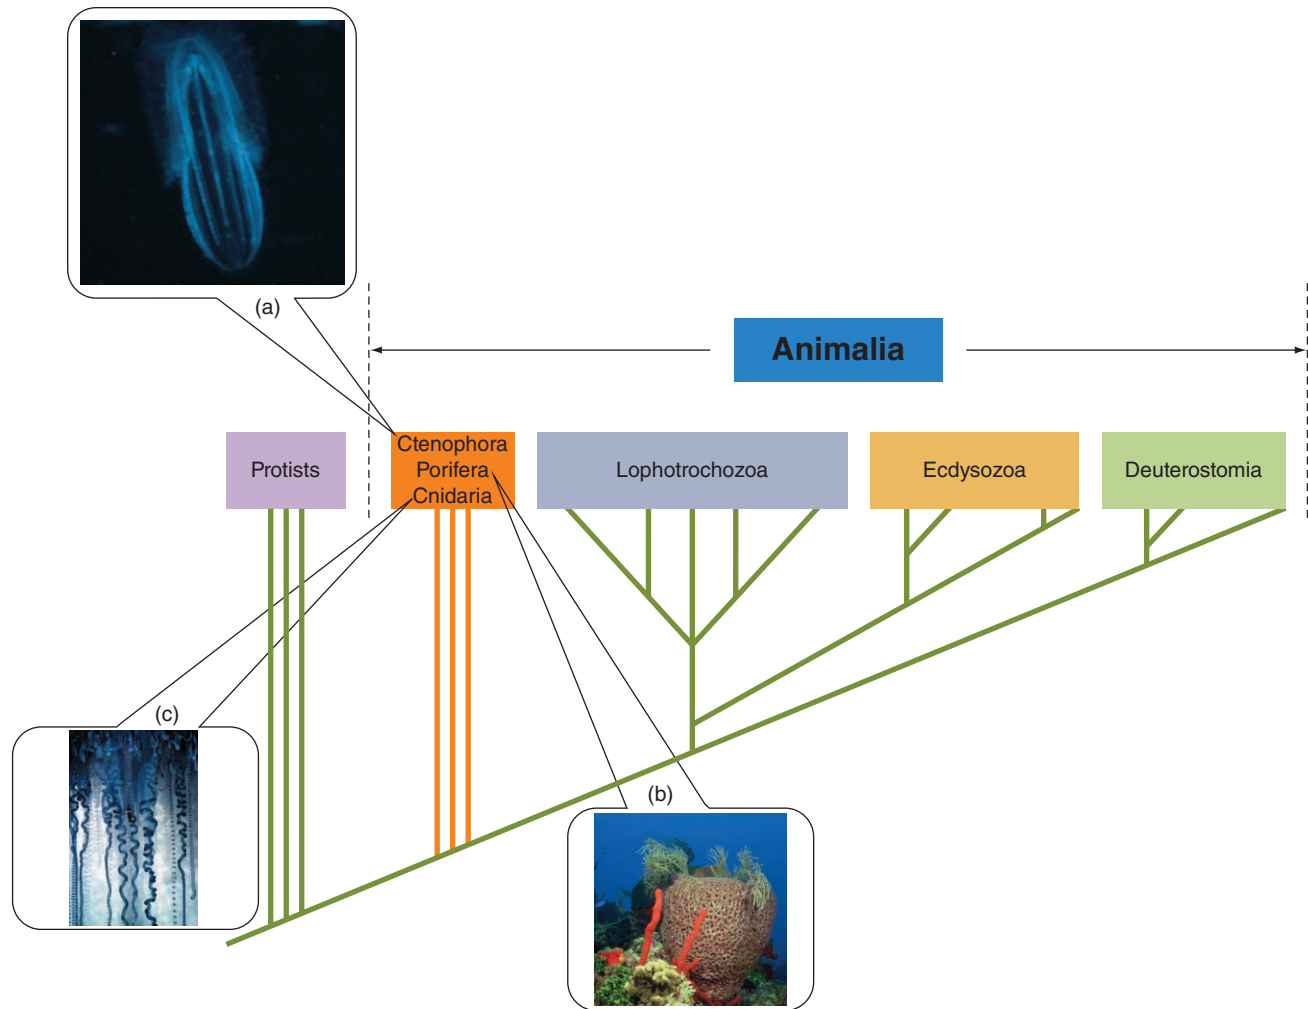 (a)
Animalia
Protists
Ctenophora
Porifera
Cnidaria
Lophotrochozoa
Ecdysozoa
Deuterostomia
(c)
(b)